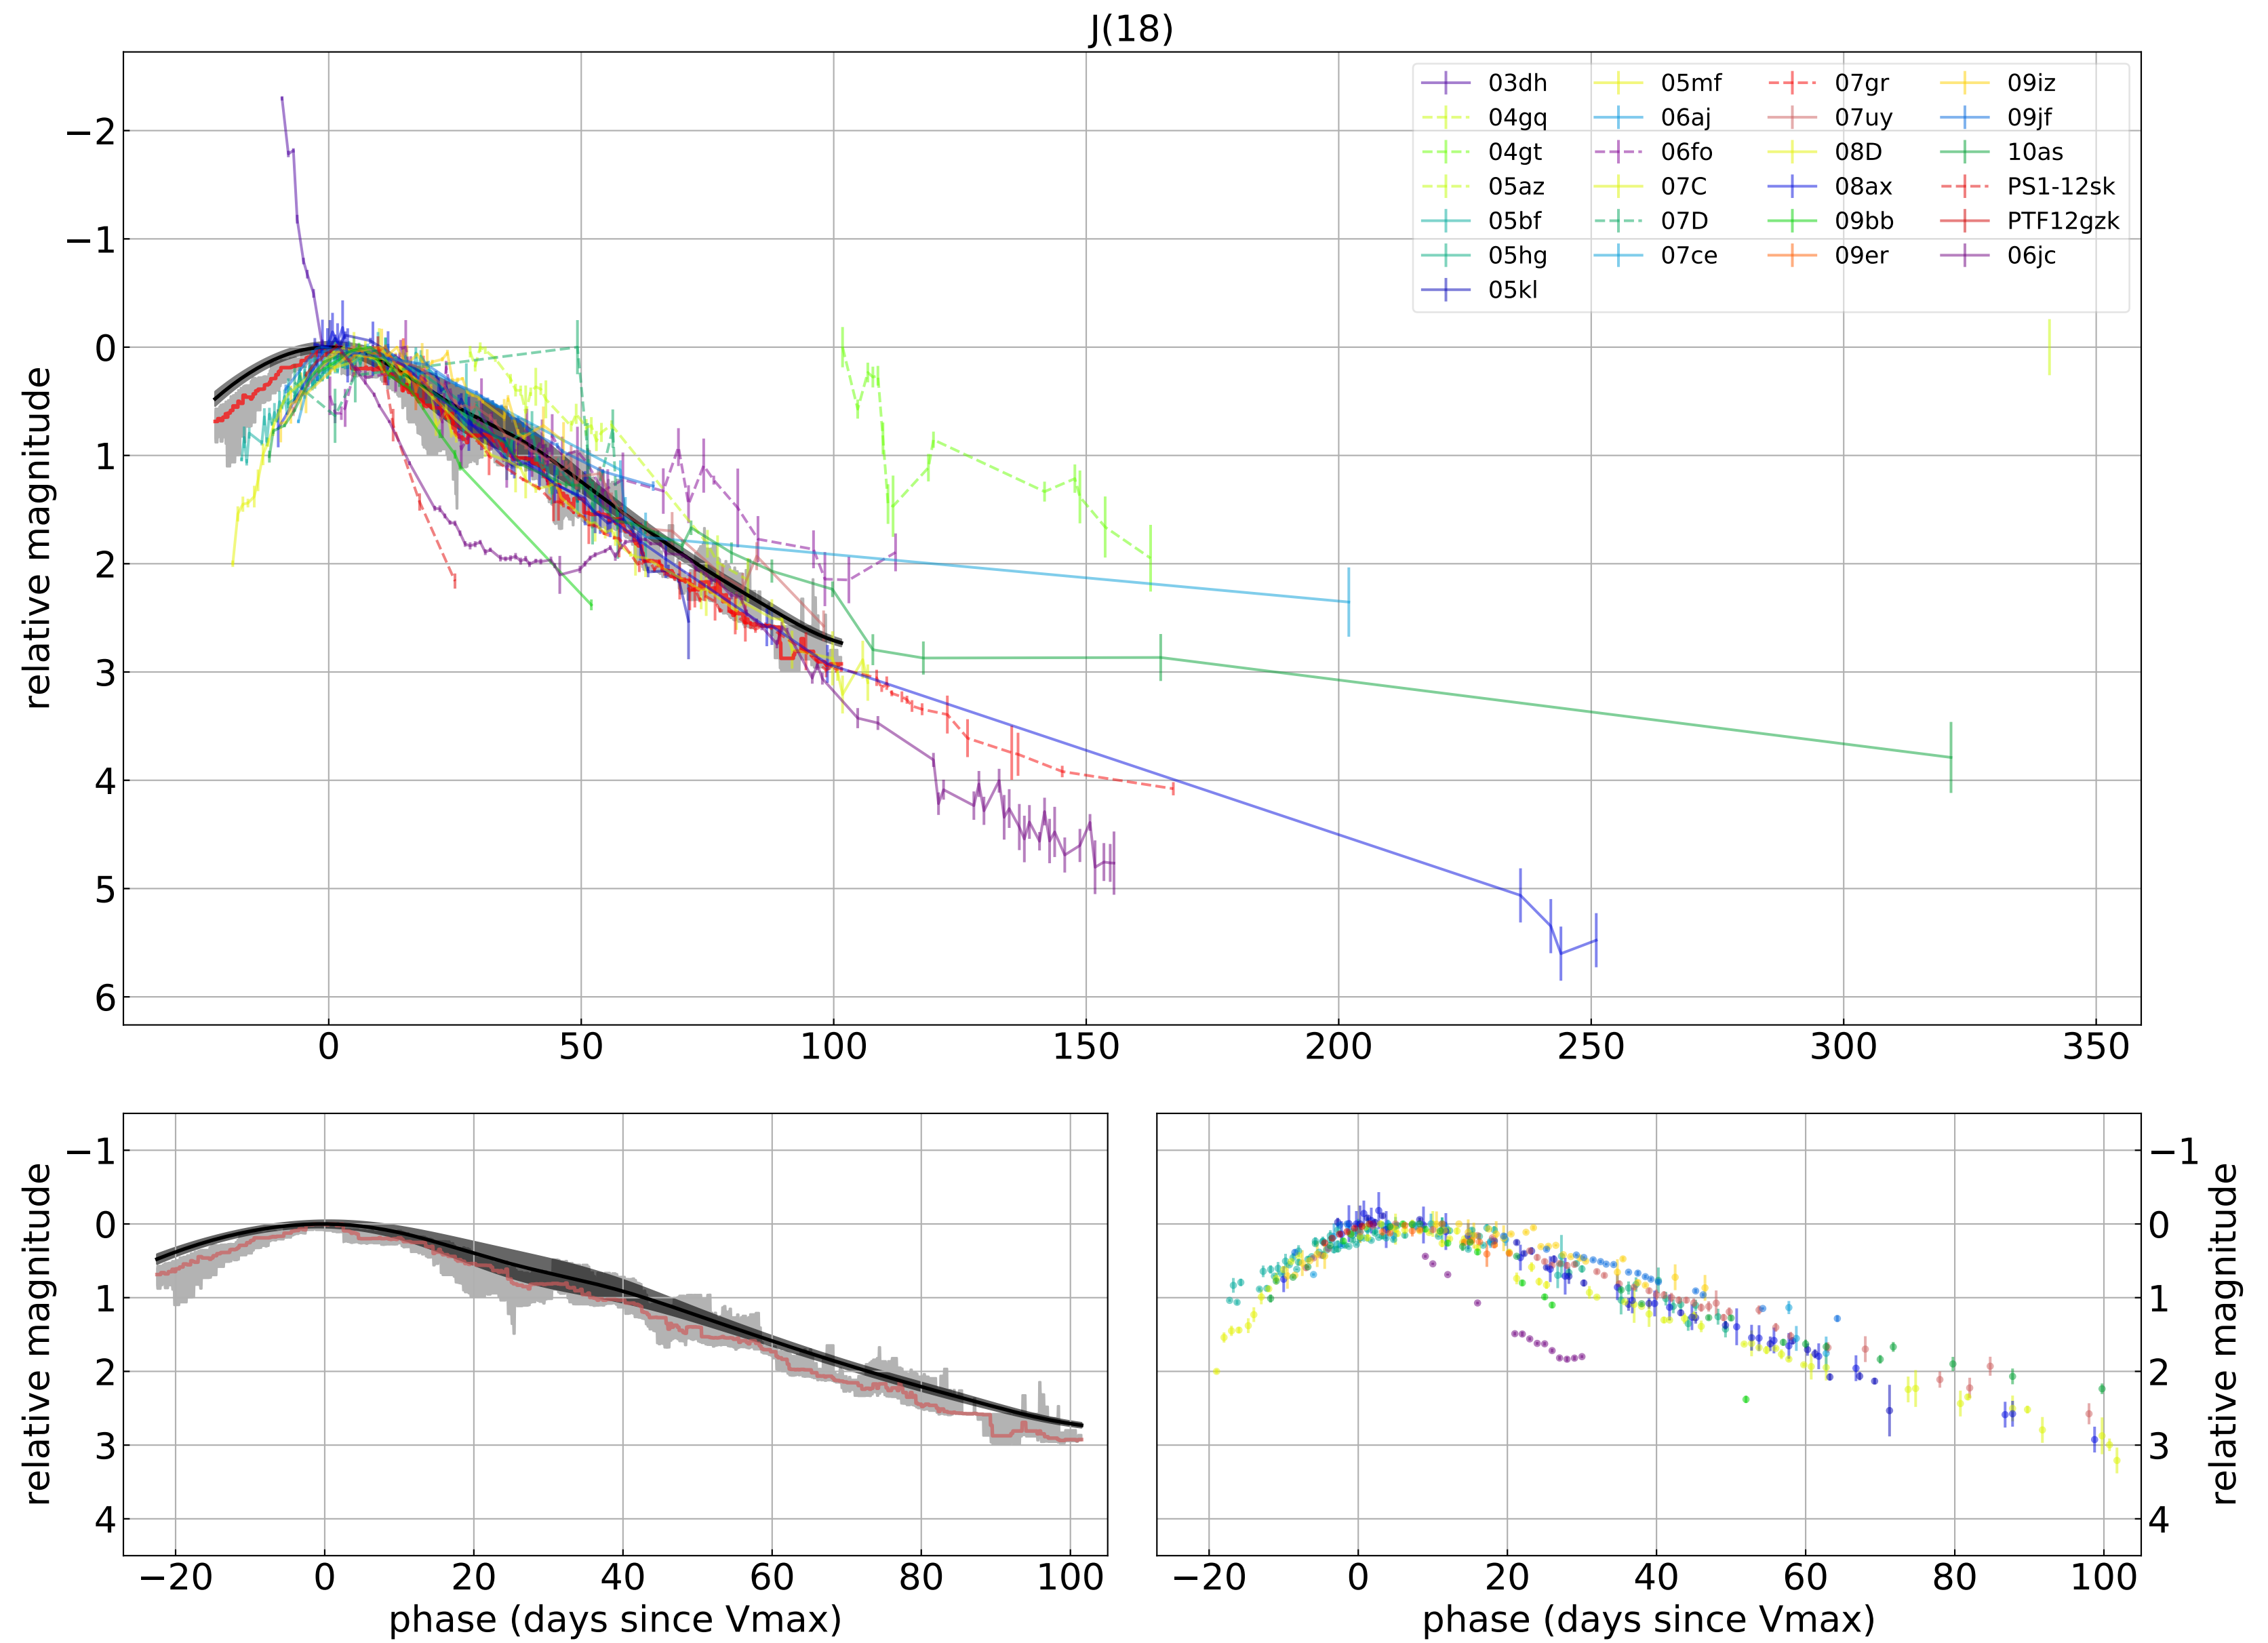 J(18)
03dh 05mf 07gr 09iz
04gq 06aj 07uy 09jf
04gt 06fo 08D 10as
05az 07C 08ax PS1-12sk
05bf 07D 09bb PTF12gzk
05hg 07ce 09er 06jc
05kl
relative magnitude
−2
−1
0
1
2
3
4
5
6
0 50 100 150 200 250 300 350
relative magnitude
−1
0
1
2
3
4
−20 0 20 40 60 80 100
phase (days since Vmax)
−1
0
1
2
3
4
relative magnitude
−20 0 20 40 60 80 100
phase (days since Vmax)